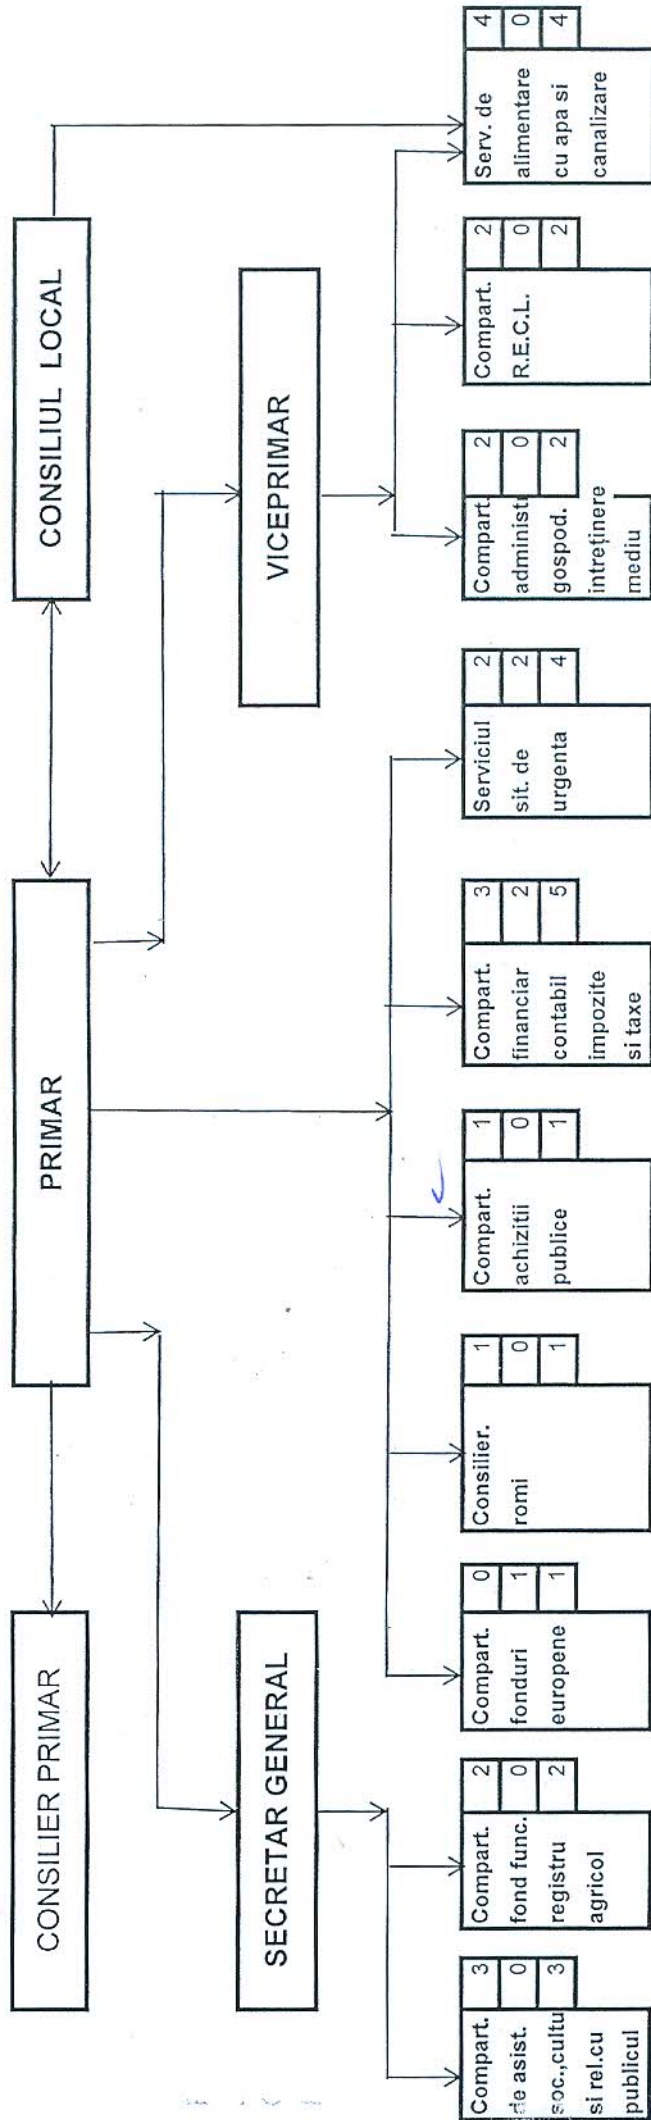 CONSILIER PRIMAR
PRIMAR
CONSILIUL LOCAL
SECRETAR GENERAL
VICEPRIMAR
Compart.
de asist.
soc.,cultu
si rel.cu
publicul
3
0
3
Compart.
fond func.
registru
agricol
2
0
2
Compart.
fonduri
europene
0
1
1
Consilier.
romi
1
0
1
Compart.
achizitii
publice
1
0
1
Compart.
financiar
contabil
impozite
si taxe
3
2
5
Serviciul
sit. de
urgenta
2
2
4
Compart.
administ
gospod.
intreținere
mediu
2
0
2
Compart.
R.E.C.L.
2
0
2
Serv. de
alimentare
cu apa si
canalizare
4
0
4